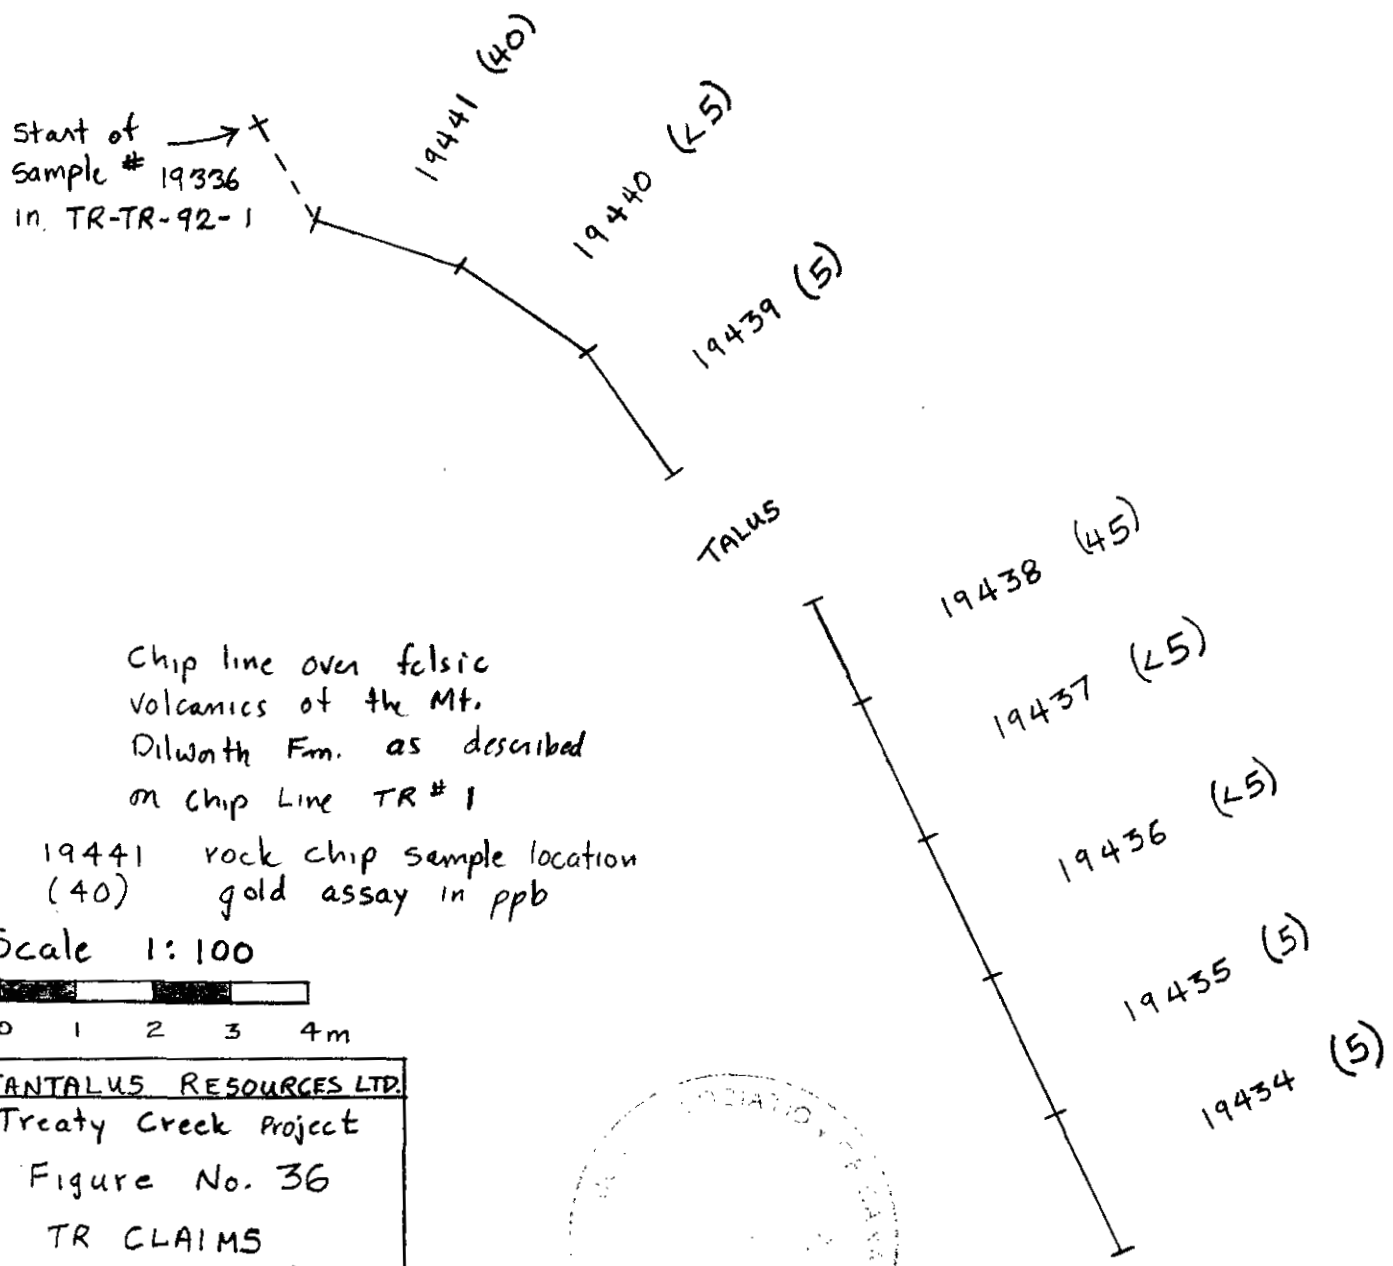 19441 (40)
Start of
Sample # 19336
in TR-TR-92-1
19440 (<5)
19439 (5)
TALUS
19438 (45)
19437 (<5)
19436 (<5)
19435 (5)
19434 (5)
Chip line over felsic
volcanics of the Mt.
Dilworth Fm. as described
on Chip Line TR # 1
19441 rock chip sample location
(40) gold assay in ppb
Scale 1:100
0 1 2 3 4m
TANTALUS RESOURCES LTD.
Treaty Creek Project
Figure No. 36
TR CLAIMS